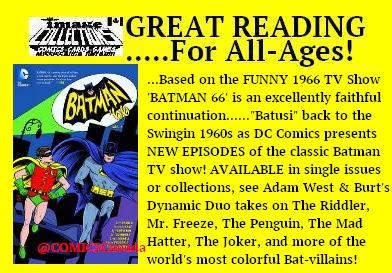 image
COLLECTIONS
COMICS·CARDS·GAMES
GREAT READING
.....For All-Ages!
BATMAN
'66
@COMICSCanada
...Based on the FUNNY 1966 TV Show
'BATMAN 66' is an excellently faithful
continuation......"Batusi" back to the
Swingin 1960s as DC Comics presents
NEW EPISODES of the classic Batman
TV show! AVAILABLE in single issues
or collections, see Adam West & Burt's
Dynamic Duo takes on The Riddler,
Mr. Freeze, The Penguin, The Mad
Hatter, The Joker, and more of the
world's most colorful Bat-villains!